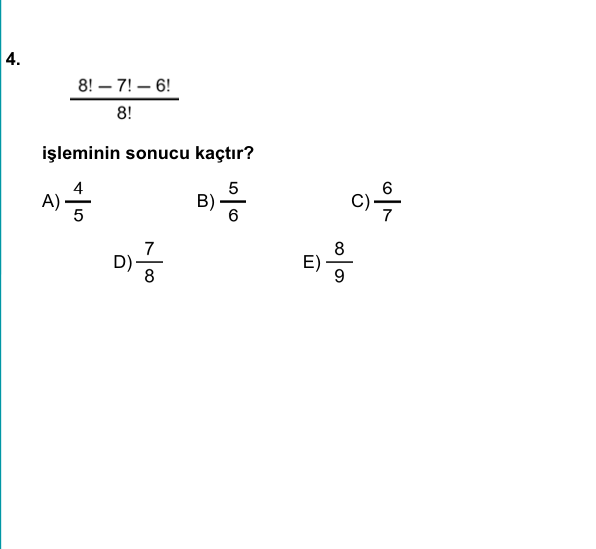 4.
8! – 7! – 6!
8!
işleminin sonucu kaçtır?
A) 4/5 B) 5/6 C) 6/7
D) 7/8 E) 8/9